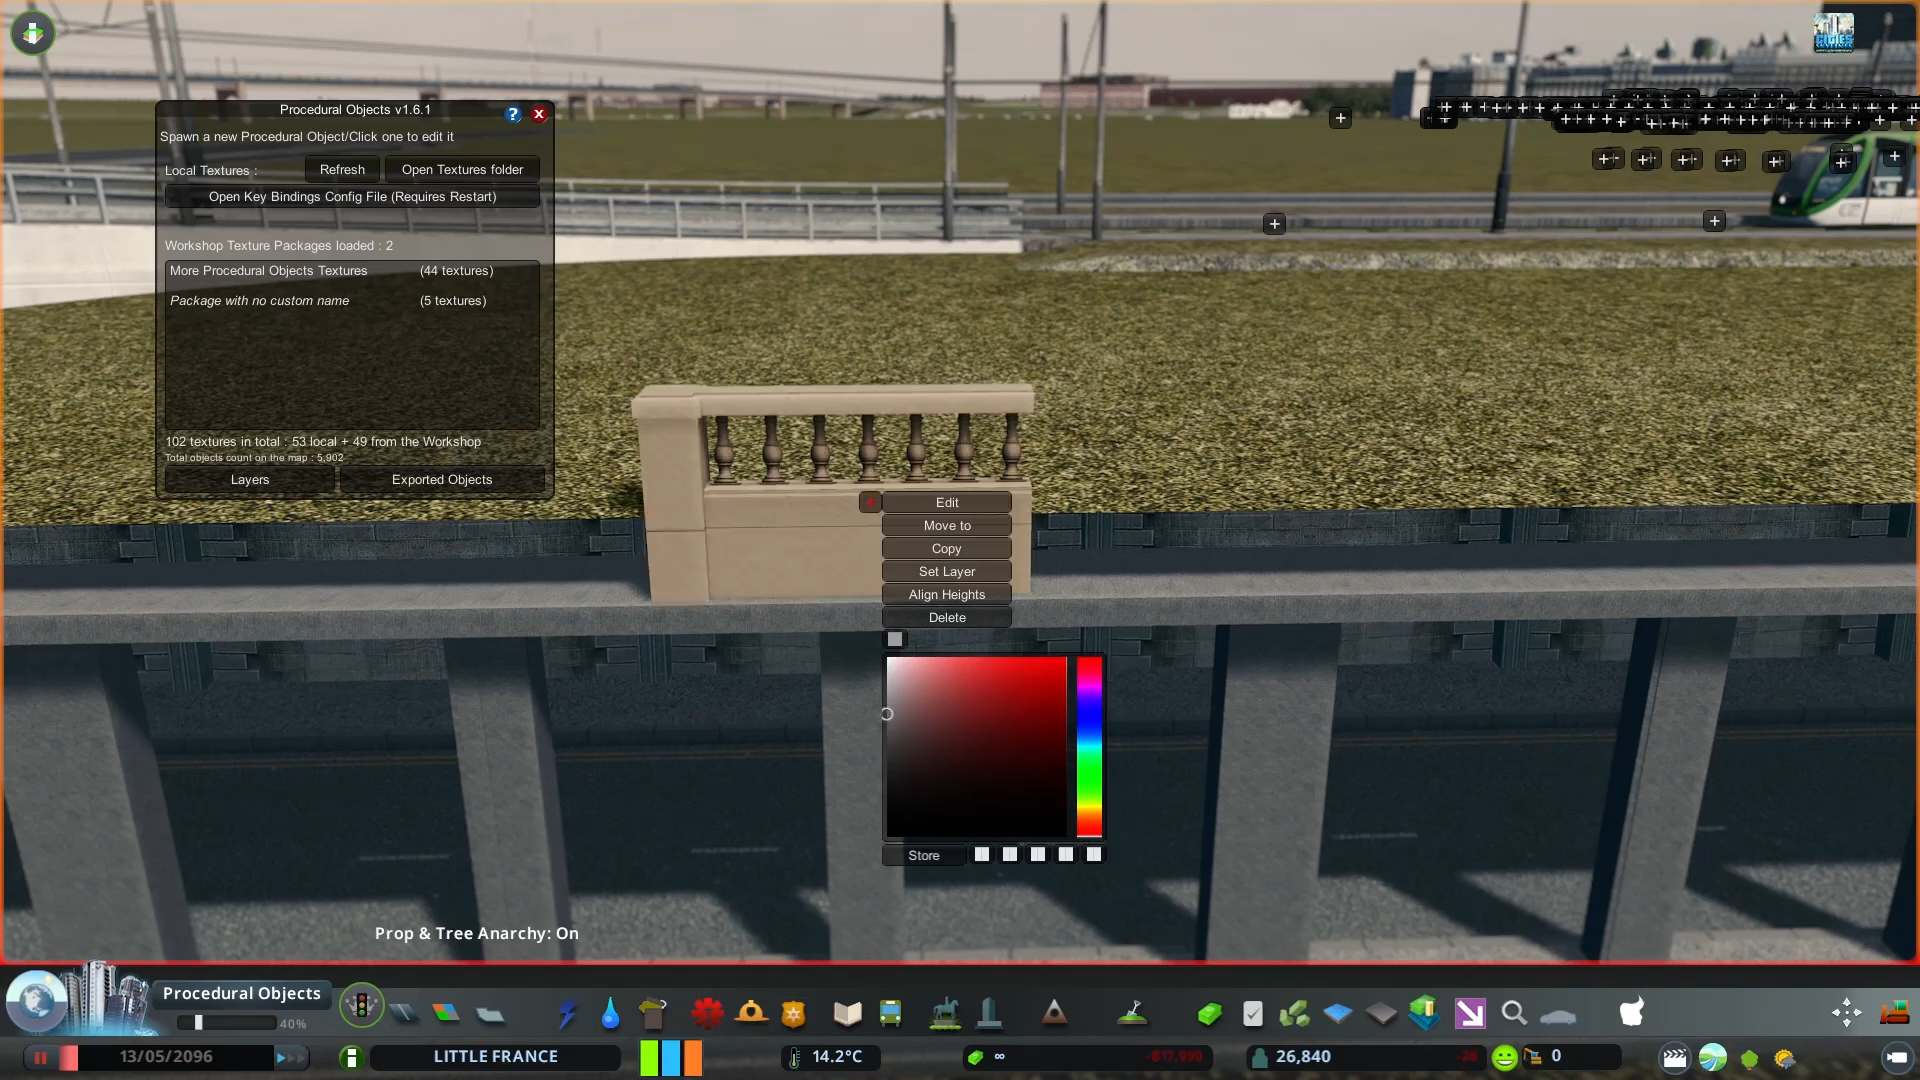 CITIES
Procedural Objects v1.6.1
Spawn a new Procedural Object/Click one to edit it
Local Textures :
Refresh
Open Textures folder
Open Key Bindings Config File (Requires Restart)
Workshop Texture Packages loaded : 2
More Procedural Objects Textures (44 textures)
Package with no custom name (5 textures)
102 textures in total : 53 local + 49 from the Workshop
Total objects count on the map : 5,902
Layers
Exported Objects
Edit
Move to
Copy
Set Layer
Align Heights
Delete
Store
Prop & Tree Anarchy: On
Procedural Objects
40%
13/05/2096
LITTLE FRANCE
14.2°C
∞
26,840
-28
0